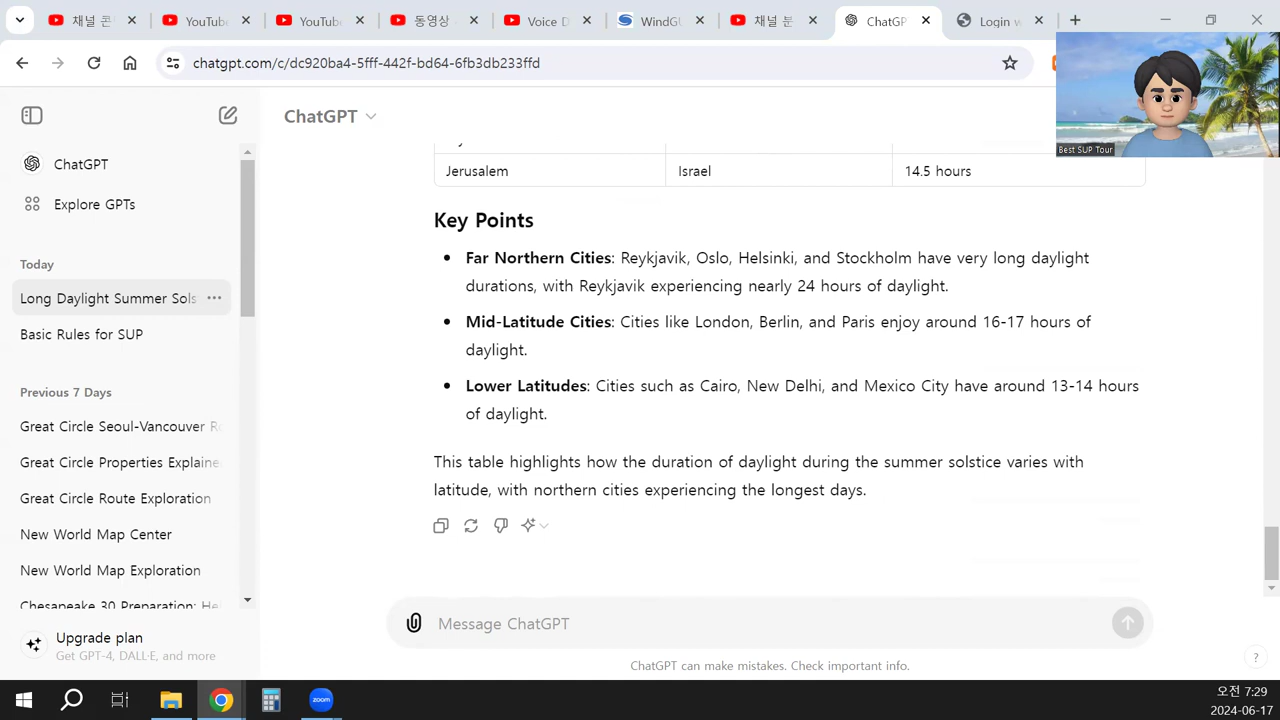 채널 콘
YouTube
YouTube
동영상
Voice D
WindGU
채널 분
ChatGP
Login w
chatgpt.com/c/dc920ba4-5fff-442f-bd64-6fb3db233ffd
Best SUP Tour
ChatGPT
ChatGPT
Explore GPTs
Today
Long Daylight Summer Sols
Basic Rules for SUP
Previous 7 Days
Great Circle Seoul-Vancouver R
Great Circle Properties Explaine
Great Circle Route Exploration
New World Map Center
New World Map Exploration
Chesapeake 30 Preparation: He
Upgrade plan
Get GPT-4, DALL·E, and more
Jerusalem Israel 14.5 hours
Key Points
Far Northern Cities: Reykjavik, Oslo, Helsinki, and Stockholm have very long daylight
durations, with Reykjavik experiencing nearly 24 hours of daylight.
Mid-Latitude Cities: Cities like London, Berlin, and Paris enjoy around 16-17 hours of
daylight.
Lower Latitudes: Cities such as Cairo, New Delhi, and Mexico City have around 13-14 hours
of daylight.
This table highlights how the duration of daylight during the summer solstice varies with
latitude, with northern cities experiencing the longest days.
Message ChatGPT
ChatGPT can make mistakes. Check important info.
?
zoom
오전 7:29
2024-06-17